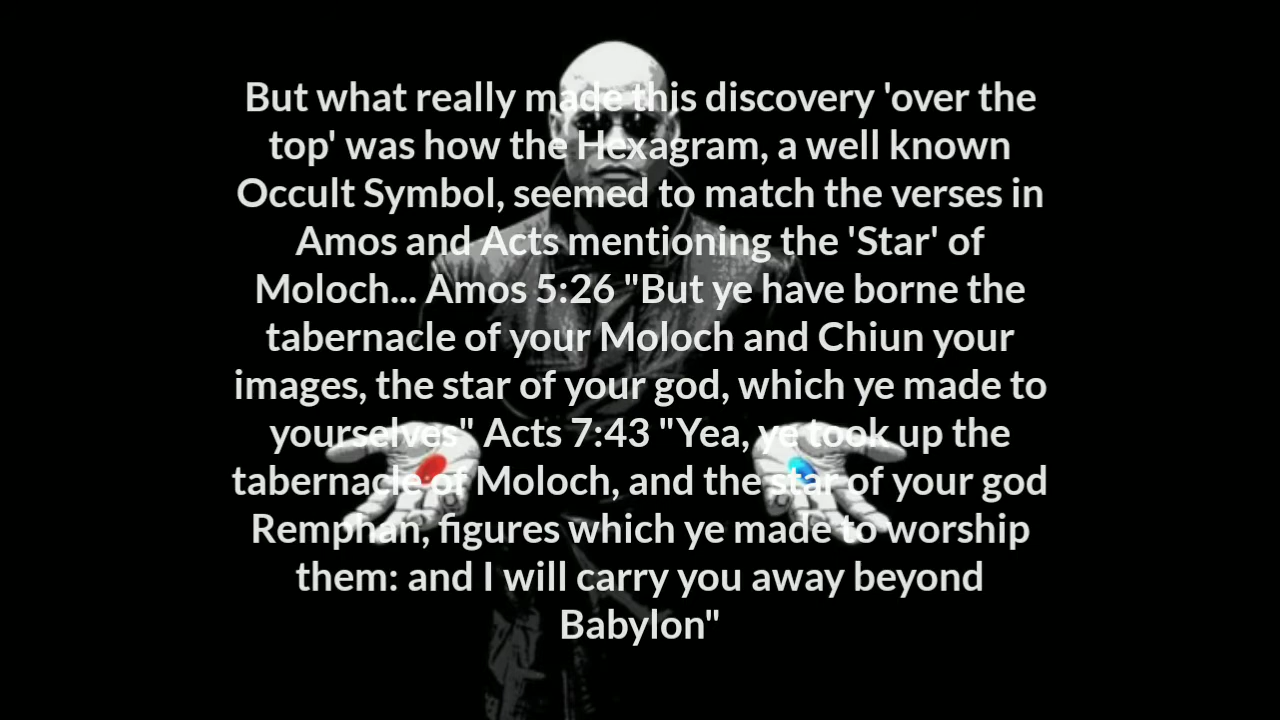 But what really made this discovery 'over the
top' was how the Hexagram, a well known
Occult Symbol, seemed to match the verses in
Amos and Acts mentioning the 'Star' of
Moloch... Amos 5:26 "But ye have borne the
tabernacle of your Moloch and Chiun your
images, the star of your god, which ye made to
yourselves" Acts 7:43 "Yea, ye took up the
tabernacle of Moloch, and the star of your god
Remphan, figures which ye made to worship
them: and I will carry you away beyond
Babylon"